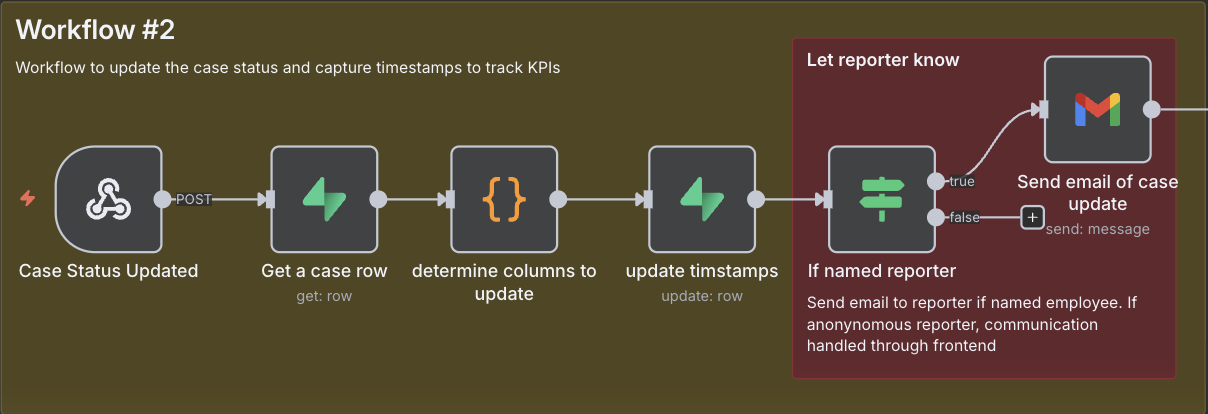 Workflow #2
Workflow to update the case status and capture timestamps to track KPIs
Let reporter know
POST
true
false
Case Status Updated
Get a case row
get: row
determine columns to
update
{}
update timstamps
update: row
If named reporter
Send email of case
update
send: message
Send email to reporter if named employee. If
anonynomous reporter, communication
handled through frontend